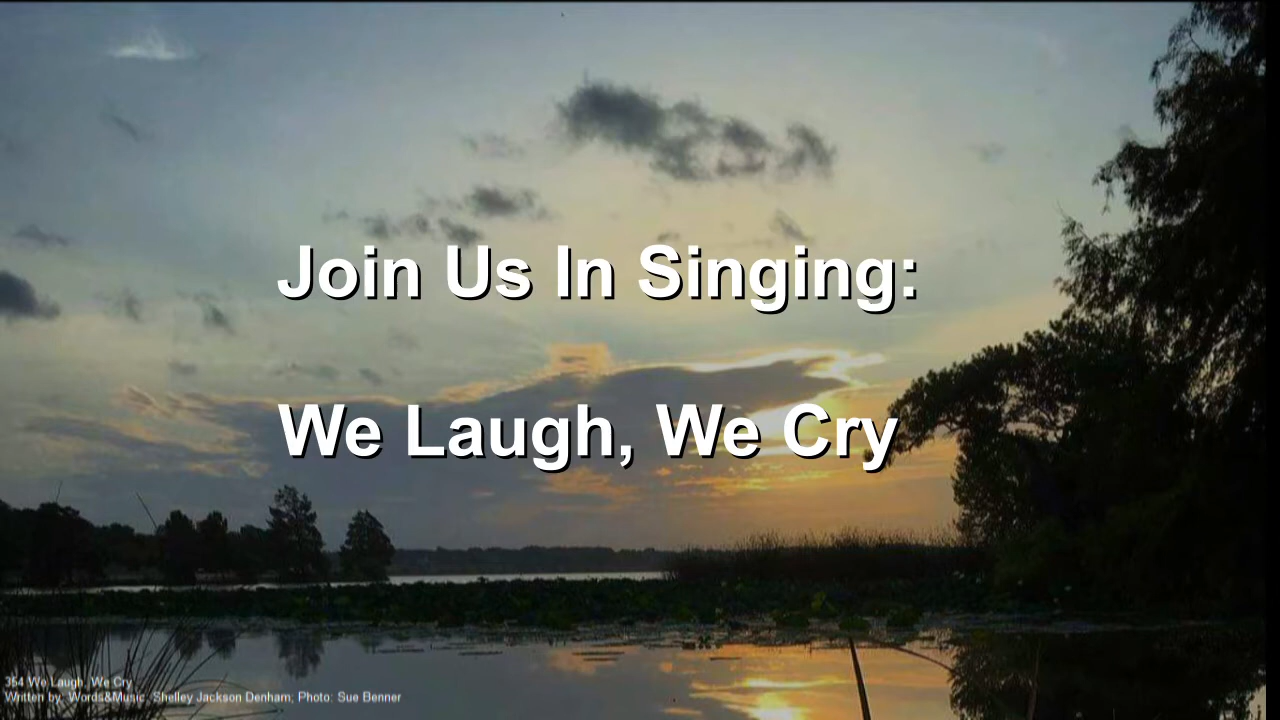 Join Us In Singing:
We Laugh, We Cry
354 We Laugh, We Cry
Written by: Words&Music: Shelley Jackson Denham; Photo: Sue Benner